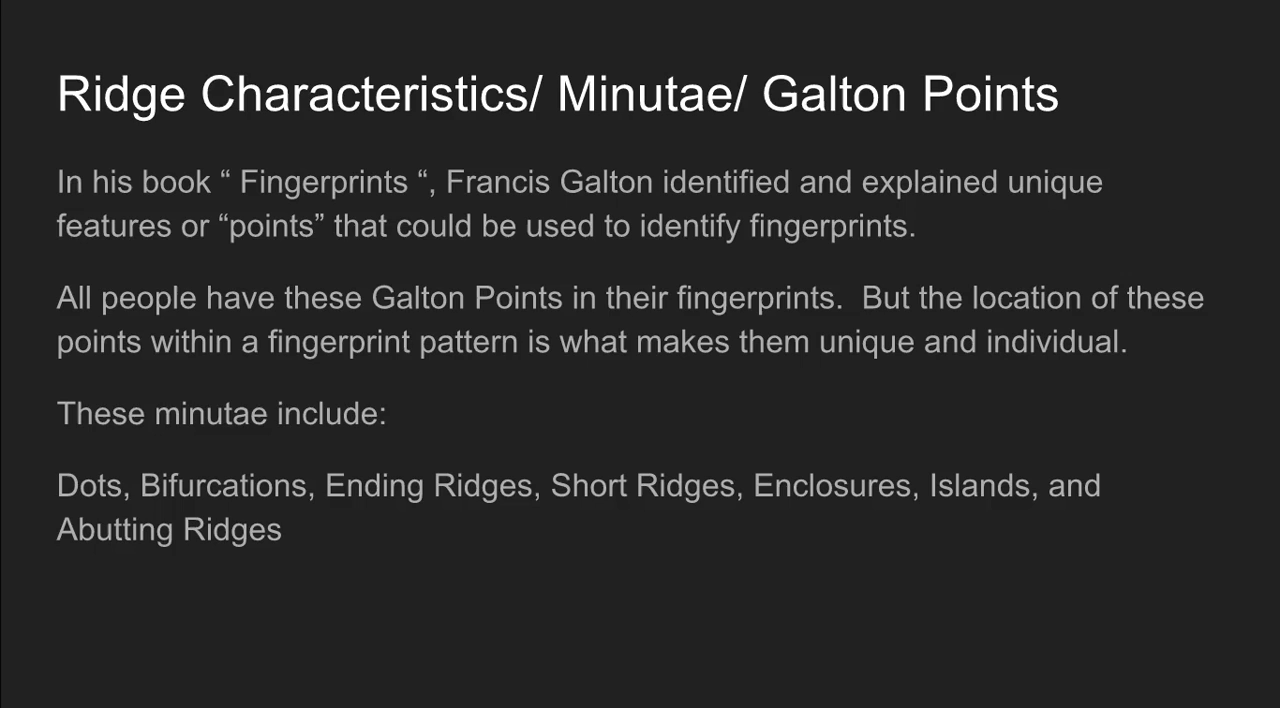 Ridge Characteristics/ Minutae/ Galton Points
In his book “ Fingerprints “, Francis Galton identified and explained unique
features or “points” that could be used to identify fingerprints.
All people have these Galton Points in their fingerprints.  But the location of these
points within a fingerprint pattern is what makes them unique and individual.
These minutae include:
Dots, Bifurcations, Ending Ridges, Short Ridges, Enclosures, Islands, and
Abutting Ridges